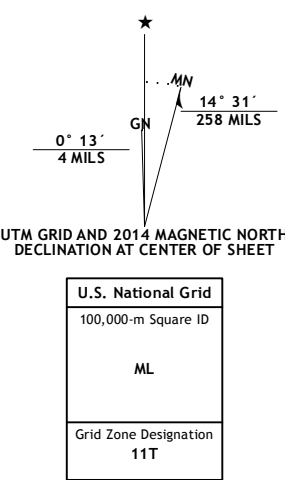 ★
MN
GN
0° 13´
4 MILS
14° 31´
258 MILS
UTM GRID AND 2014 MAGNETIC NORTH
DECLINATION AT CENTER OF SHEET
U.S. National Grid
100,000-m Square ID
ML
Grid Zone Designation
11T